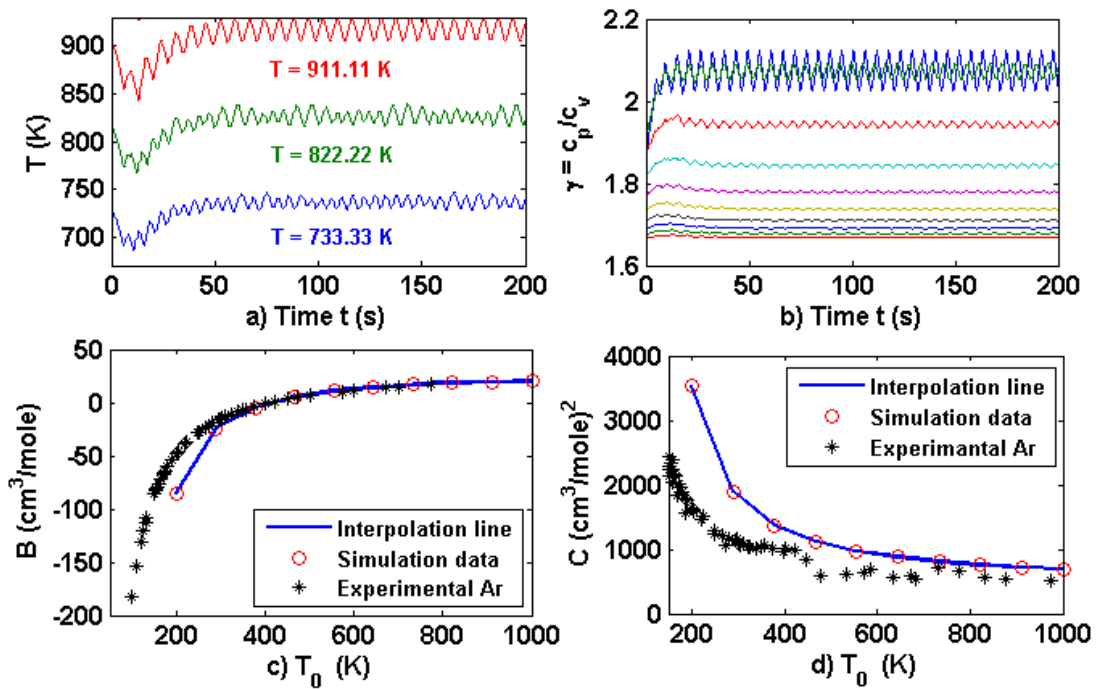 900
850
800
750
700
T (K)
T = 911.11 K
T = 822.22 K
T = 733.33 K
0 50 100 150 200
a) Time t (s)
2.2
2
1.8
1.6
γ = c_p/c_v
0 50 100 150 200
b) Time t (s)
50
0
-50
-100
-150
-200
B (cm³/mole)
Interpolation line
Simulation data
Experimental Ar
200 400 600 800 1000
c) T₀ (K)
4000
3000
2000
1000
0
C (cm³/mole)²
Interpolation line
Simulation data
Experimantal Ar
200 400 600 800 1000
d) T₀ (K)